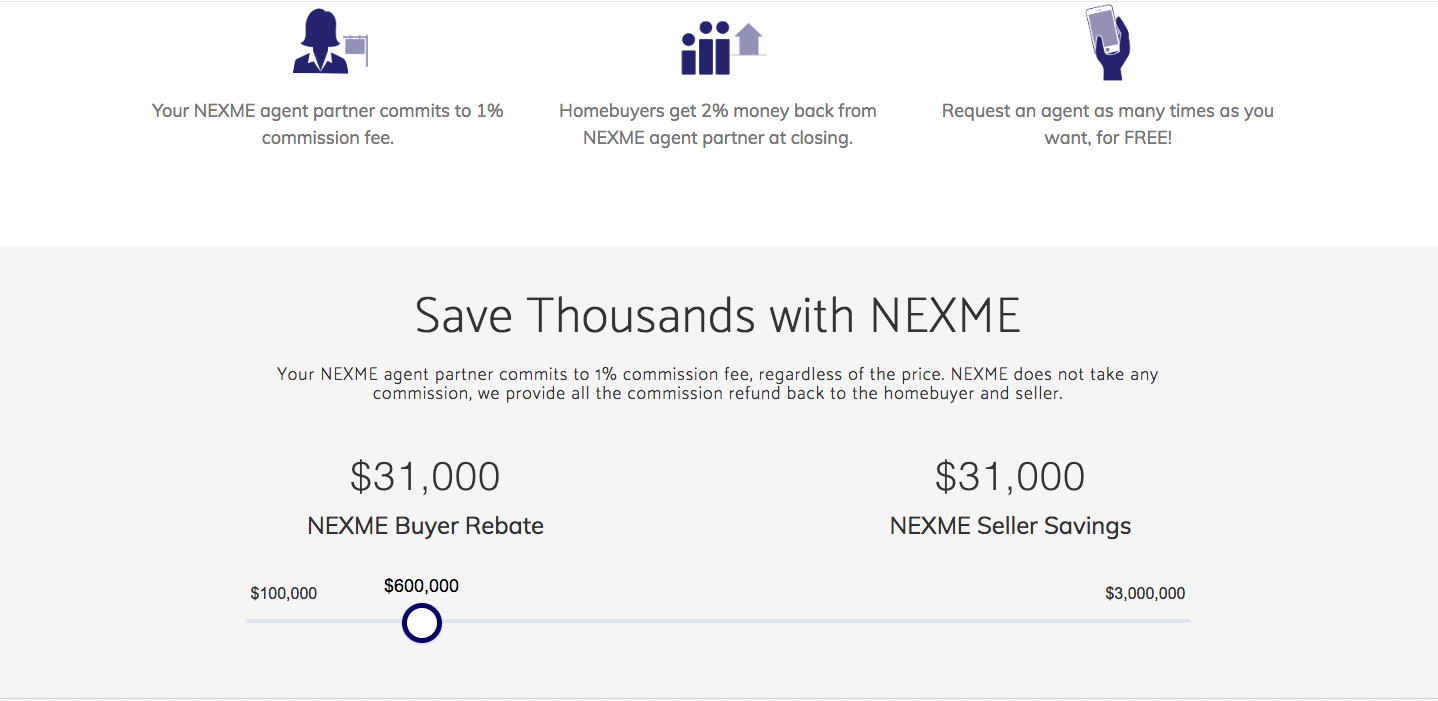 Your NEXME agent partner commits to 1%
commission fee.
Homebuyers get 2% money back from
NEXME agent partner at closing.
Request an agent as many times as you
want, for FREE!
Save Thousands with NEXME
Your NEXME agent partner commits to 1% commission fee, regardless of the price. NEXME does not take any
commission, we provide all the commission refund back to the homebuyer and seller.
$31,000
NEXME Buyer Rebate
$31,000
NEXME Seller Savings
$100,000
$600,000
$3,000,000